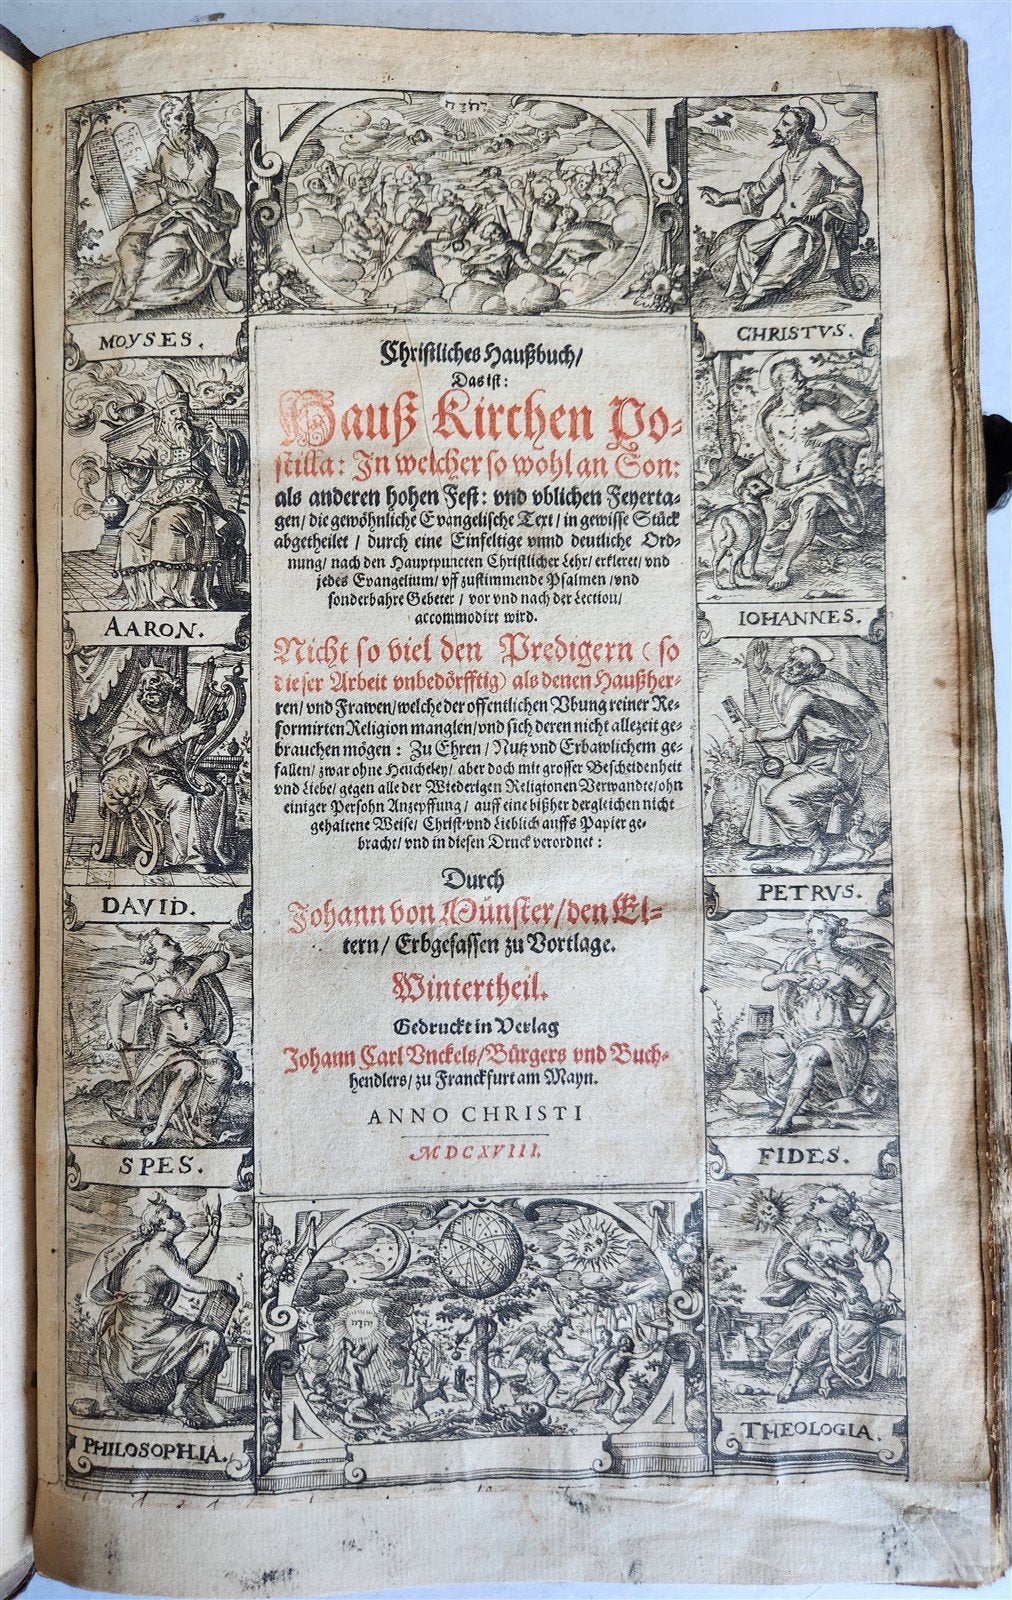 יהוה
MOYSES.
CHRISTVS.
AARON.
IOHANNES.
DAVID.
PETRVS.
SPES.
FIDES.
PHILOSOPHIA.
THEOLOGIA.
Christliches Haußbuch/
Das ist:
Hauß Kirchen Po-
stilla: In welcher so wohl an Son:
als anderen hohen Fest: vnd vblichen Feyerta-
gen/ die gewöhnliche Evangelische Text/ in gewisse Stück
abgetheilet/ durch eine Einfeltige vnnd deutliche Ord-
nung/ nach den Hauptpuncten Christlicher Lehr/ erkleret/ vnd
jedes Evangelium/ vff zustimmende Psalmen/ vnd
sonderbahre Gebeter/ vor vnd nach der Lection/
accommodirt wird.
Nicht so viel den Predigern (so
dieser Arbeit vnbedörfftig) als denen Haußher-
ren/ vnd Frawen/ welche der offentlichen Vbung reiner Re-
formirten Religion manglen/ vnd sich deren nicht allezeit ge-
brauchen mögen: Zu Ehren/ Nutz vnd Erbawlichem ge-
fallen/ zwar ohne Heucheley/ aber doch mit grosser Bescheidenheit
vnd Liebe/ gegen alle der Wiederigen Religionen Verwandte/ ohn
einiger Persohn Anzepffung/ auff eine bißher dergleichen nicht
gehaltene Weise/ Christ-vnd Lieblich auffs Papier ge-
bracht/ vnd in diesen Druck verordnet:
Durch
Johann von Münster/ den El-
tern/ Erbgesassen zu Vortlage.
Wintertheil.
Gedruckt in Verlag
Johann Carl Vnckels/ Bürgers vnd Buch-
hendlers/ zu Franckfurt am Mayn.
ANNO CHRISTI
MDCXVIII.
יהוה